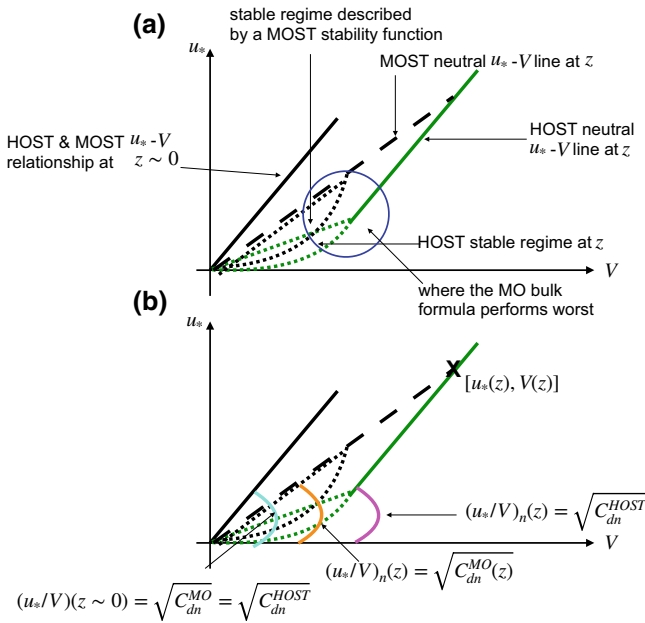 (a)
stable regime described
by a MOST stability function
u*
MOST neutral u* -V line at z
HOST & MOST u* -V
relationship at z ∼ 0
HOST neutral
u* -V line at z
HOST stable regime at z
V
where the MO bulk
formula performs worst
(b)
u*
X
[u*(z), V(z)]
(u*/V)n(z) = √C_dn^HOST
V
(u*/V)n(z) = √C_dn^MO(z)
(u*/V)(z ∼ 0) = √C_dn^MO = √C_dn^HOST